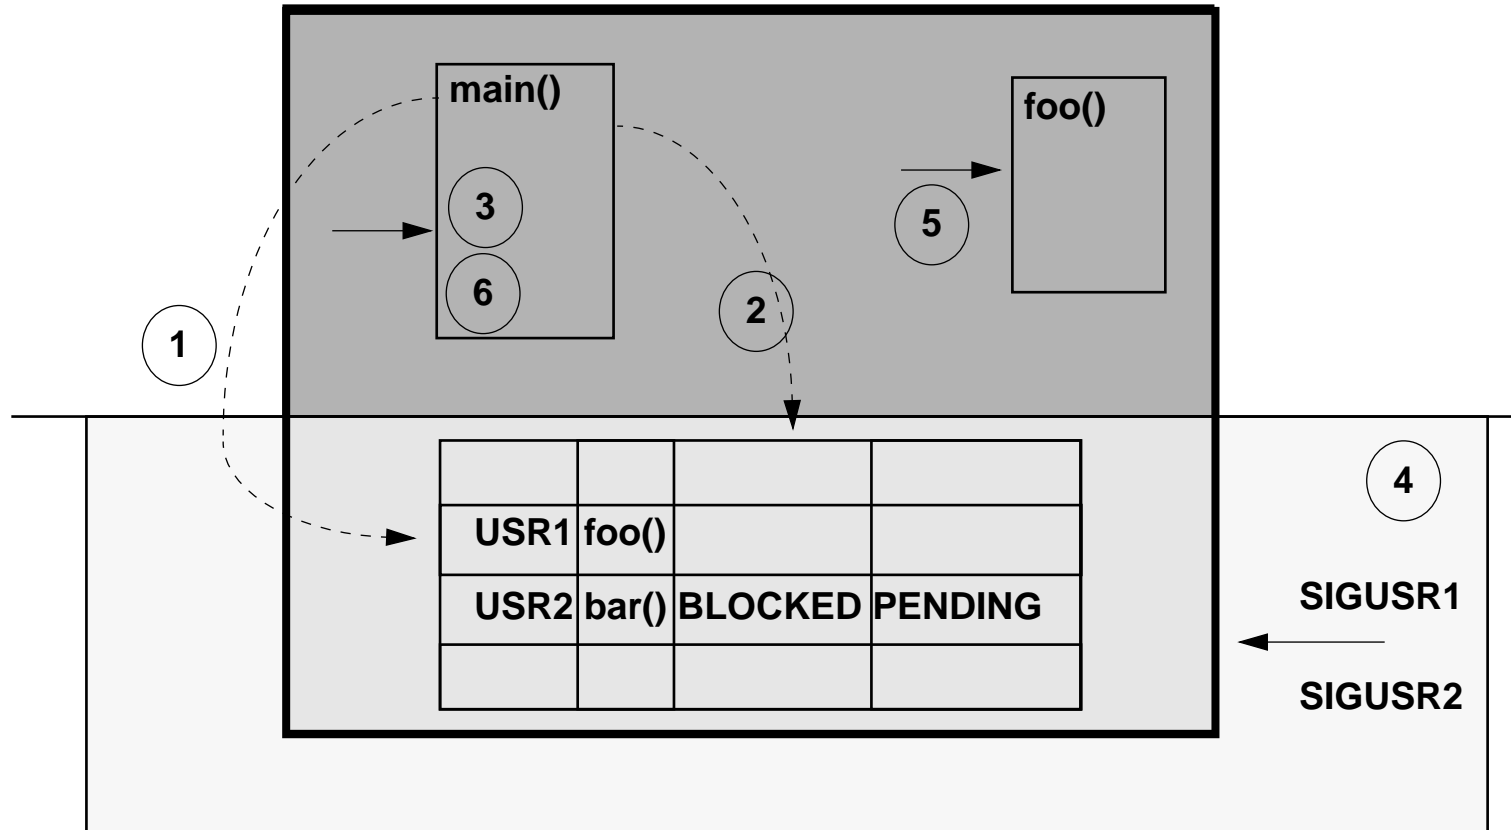 main()
foo()
3
5
6
2
1
4
USR1 foo()
USR2 bar() BLOCKED PENDING
SIGUSR1
SIGUSR2